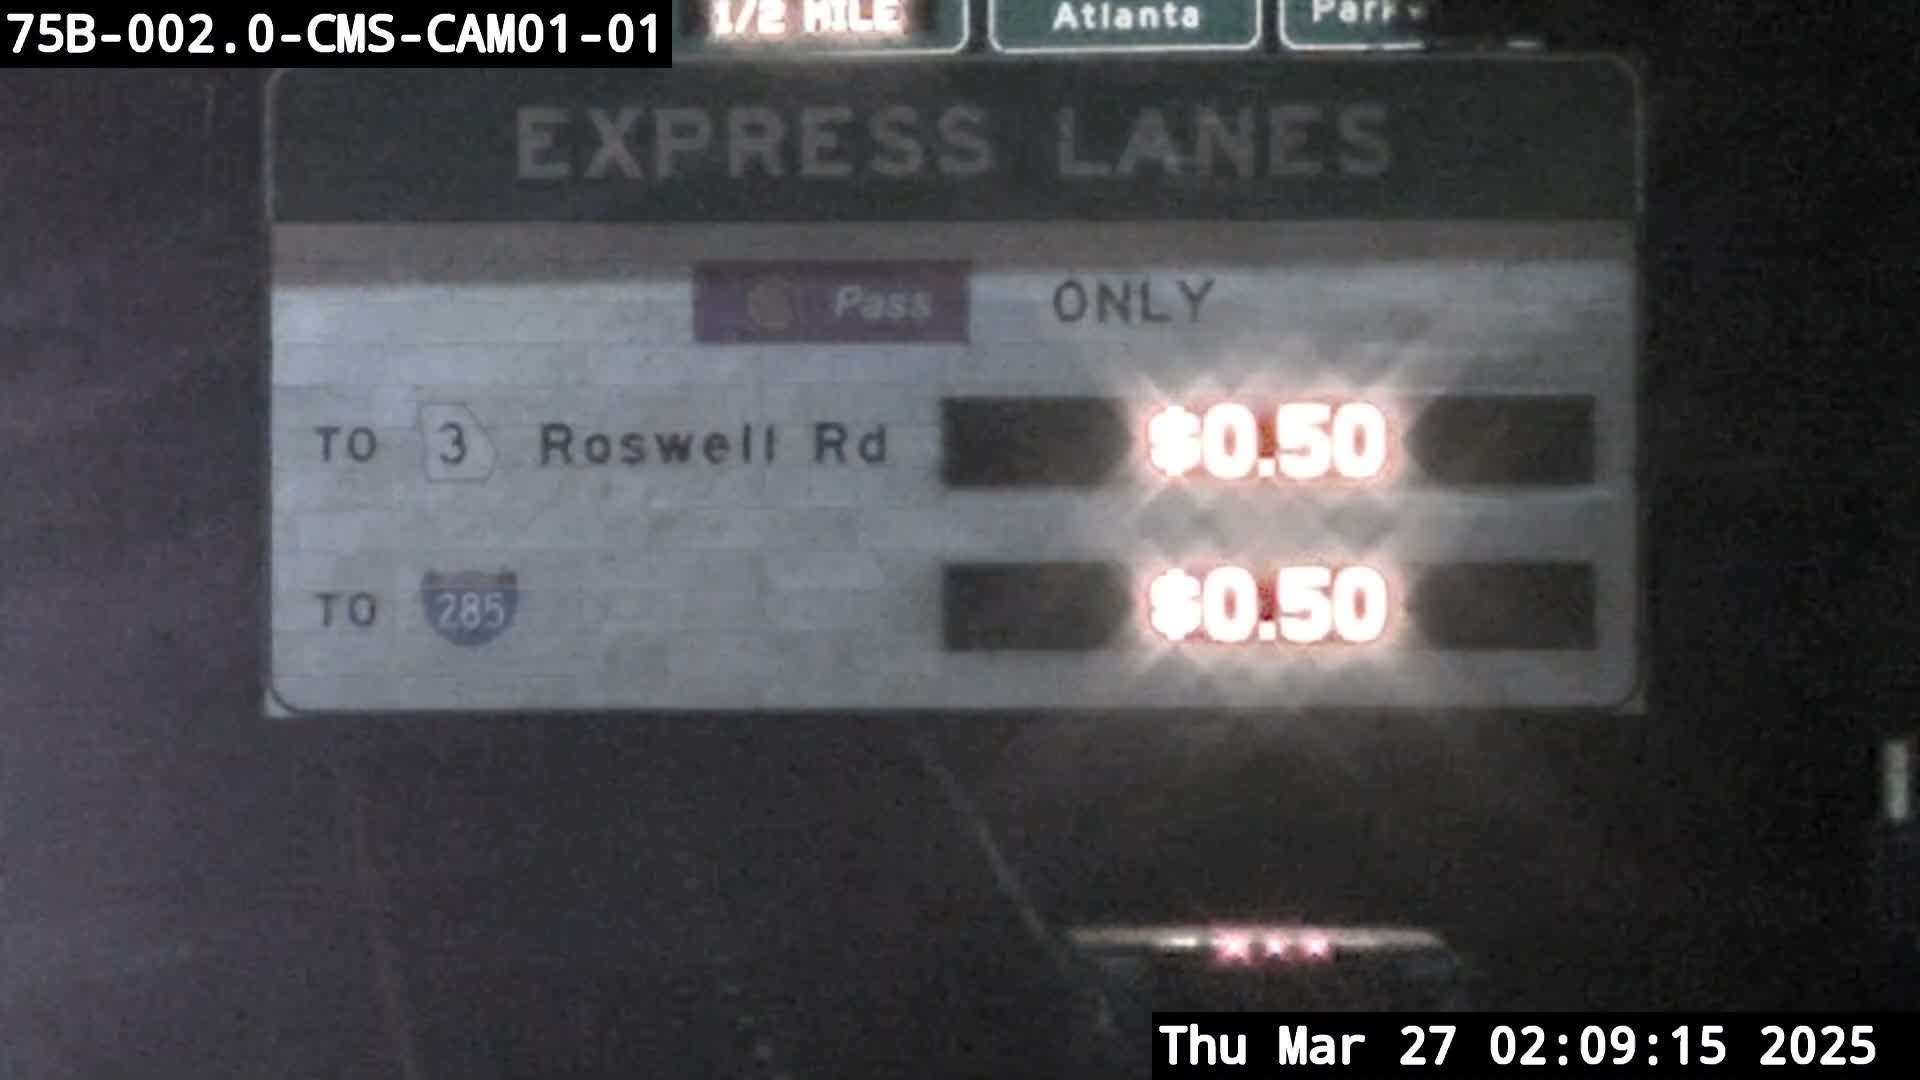 75B-002.0-CMS-CAM01-01
1/2 MILE
Atlanta
EXPRESS LANES
Pass ONLY
TO 3 Roswell Rd $0.50
TO 285 $0.50
Thu Mar 27 02:09:15 2025